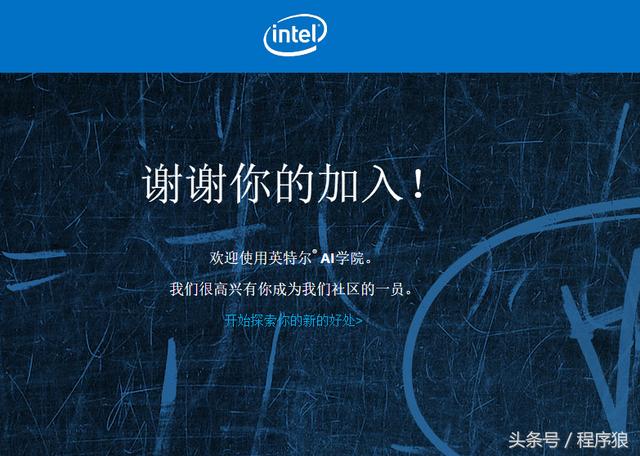 intel
谢谢你的加入！
欢迎使用英特尔® AI学院。
我们很高兴有你成为我们社区的一员。
开始探索你的新的好处>
头条号 / 程序狼